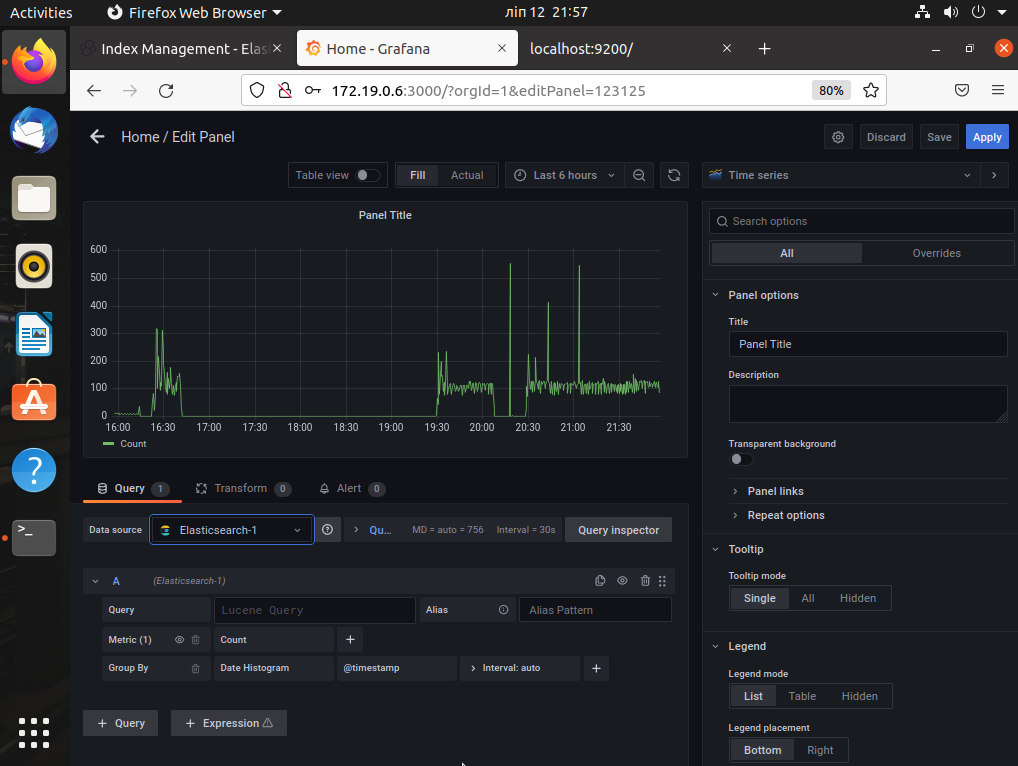 Activities Firefox Web Browser ліп 12 21:57
Index Management - Elas Home - Grafana localhost:9200/
172.19.0.6:3000/?orgId=1&editPanel=123125 80%
Home / Edit Panel Discard Save Apply
Table view Fill Actual Last 6 hours Time series
Panel Title
Search options
All Overrides
600
500
400
300
200
100
0
16:00 16:30 17:00 17:30 18:00 18:30 19:00 19:30 20:00 20:30 21:00 21:30
Count
Panel options
Title
Panel Title
Description
Transparent background
Panel links
Repeat options
Tooltip
Tooltip mode
Single All Hidden
Legend
Legend mode
List Table Hidden
Legend placement
Bottom Right
Query 1 Transform 0 Alert 0
Data source Elasticsearch-1 Qu... MD = auto = 756 Interval = 30s Query inspector
A (Elasticsearch-1)
Query Lucene Query Alias Alias Pattern
Metric (1) Count +
Group By Date Histogram @timestamp Interval: auto +
+ Query + Expression